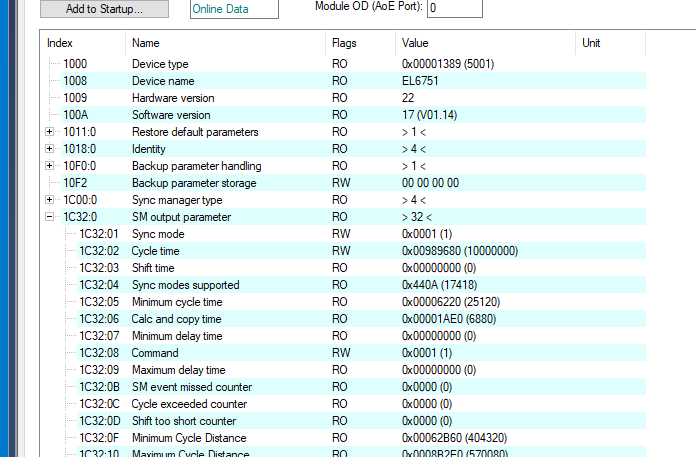 Add to Startup... Online Data Module OD (AoE Port): 0
Index Name Flags Value Unit
1000 Device type RO 0x00001389 (5001)
1008 Device name RO EL6751
1009 Hardware version RO 22
100A Software version RO 17 (V01.14)
1011:0 Restore default parameters RO > 1 <
1018:0 Identity RO > 4 <
10F0:0 Backup parameter handling RO > 1 <
10F2 Backup parameter storage RW 00 00 00 00
1C00:0 Sync manager type RO > 4 <
1C32:0 SM output parameter RO > 32 <
1C32:01 Sync mode RW 0x0001 (1)
1C32:02 Cycle time RW 0x00989680 (10000000)
1C32:03 Shift time RO 0x00000000 (0)
1C32:04 Sync modes supported RO 0x440A (17418)
1C32:05 Minimum cycle time RO 0x00006220 (25120)
1C32:06 Calc and copy time RO 0x00001AE0 (6880)
1C32:07 Minimum delay time RO 0x00000000 (0)
1C32:08 Command RW 0x0001 (1)
1C32:09 Maximum delay time RO 0x00000000 (0)
1C32:0B SM event missed counter RO 0x0000 (0)
1C32:0C Cycle exceeded counter RO 0x0000 (0)
1C32:0D Shift too short counter RO 0x0000 (0)
1C32:0F Minimum Cycle Distance RO 0x00062B60 (404320)
1C32:10 Maximum Cycle Distance RO 0x0008B2E0 (570080)